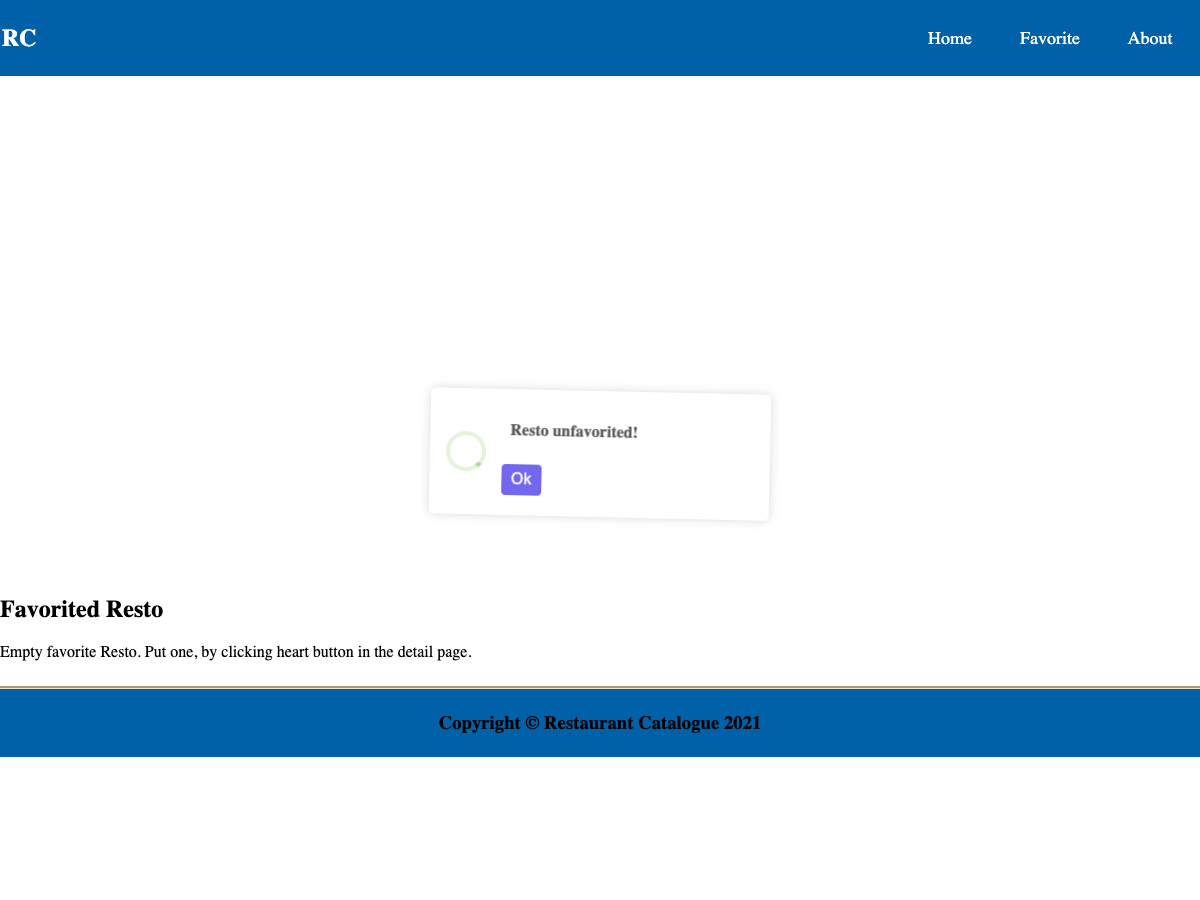 RC
Home Favorite About
Resto unfavorited!
Ok
Favorited Resto
Empty favorite Resto. Put one, by clicking heart button in the detail page.
Copyright © Restaurant Catalogue 2021